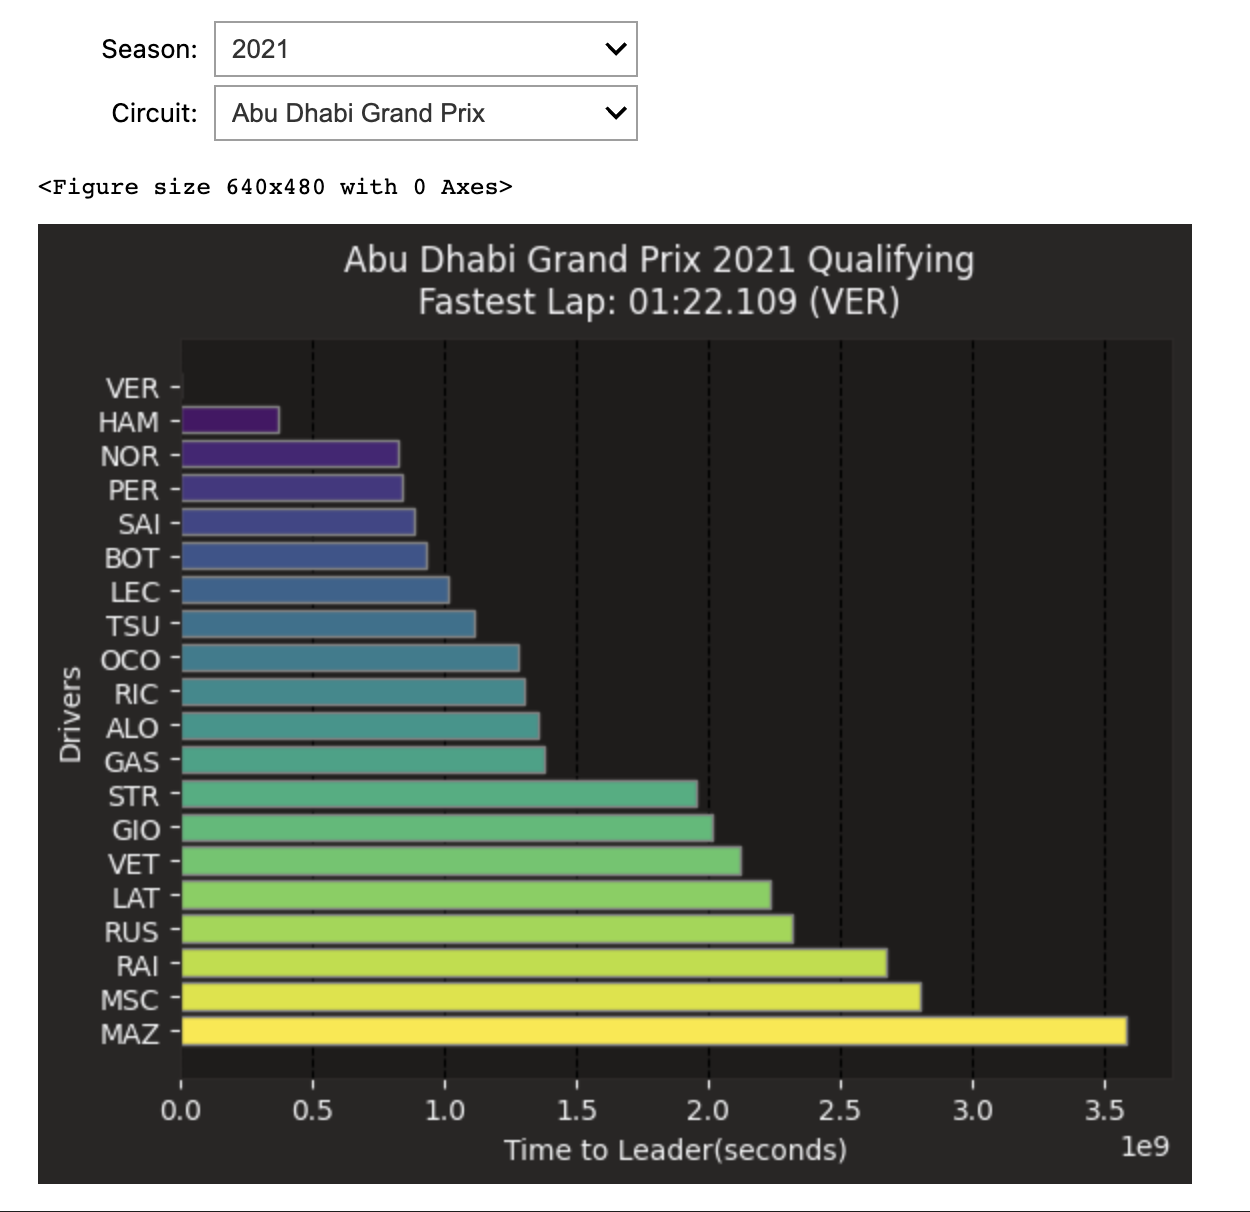 Season: 2021
Circuit: Abu Dhabi Grand Prix
<Figure size 640x480 with 0 Axes>
Abu Dhabi Grand Prix 2021 Qualifying
Fastest Lap: 01:22.109 (VER)
Drivers
VER
HAM
NOR
PER
SAI
BOT
LEC
TSU
OCO
RIC
ALO
GAS
STR
GIO
VET
LAT
RUS
RAI
MSC
MAZ
0.0 0.5 1.0 1.5 2.0 2.5 3.0 3.5
1e9
Time to Leader(seconds)